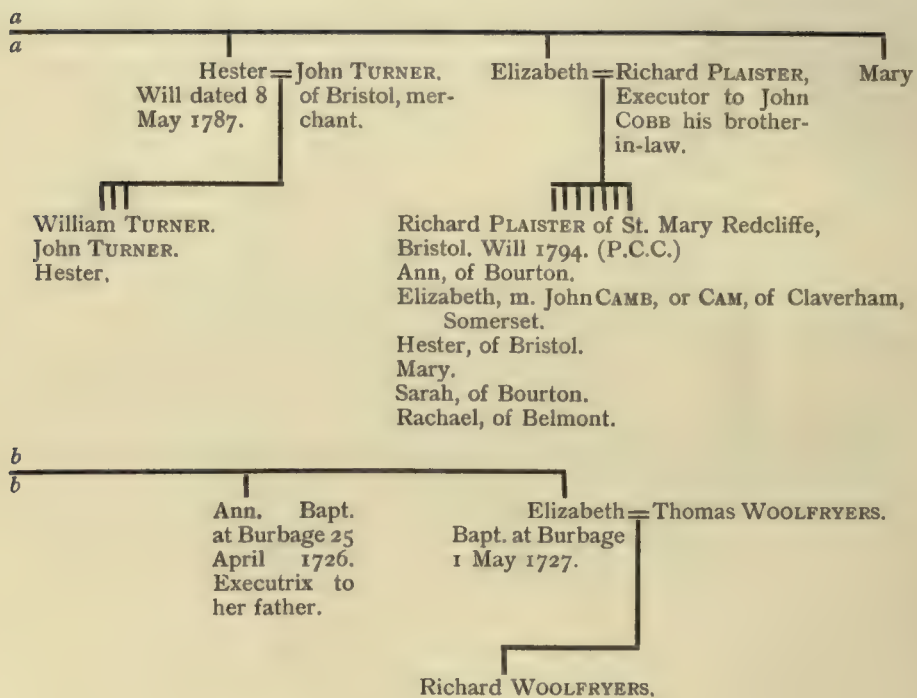 a
a
Hester = John TURNER,
Will dated 8
May 1787.
of Bristol, mer-
chant.
Elizabeth = Richard PLAISTER,
Executor to John
COBB his brother-
in-law.
Mary
William TURNER.
John TURNER.
Hester.
Richard PLAISTER of St. Mary Redcliffe,
Bristol. Will 1794. (P.C.C.)
Ann, of Bourton.
Elizabeth, m. John CAMB, or CAM, of Claverham,
Somerset.
Hester, of Bristol.
Mary.
Sarah, of Bourton.
Rachael, of Belmont.
b
b
Ann. Bapt.
at Burbage 25
April 1726.
Executrix to
her father.
Elizabeth = Thomas WOOLFRYERS.
Bapt. at Burbage
1 May 1727.
Richard WOOLFRYERS.